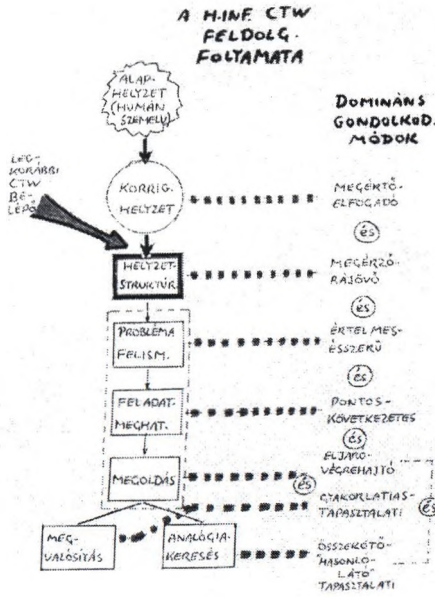 A H.INF. CTW
FELDOLG.
FOLYAMATA
ALAP-
HELYZET
(HUMÁN
SZEMÉLY)
DOMINÁNS
GONDOLKOD.
MÓDOK
LEG-
KORÁBBI
CTW
BE-
LÉPŐ
KORRIG.
HELYZET
MEGÉRTŐ-
ELFOGADÓ
és
HELYZET-
STRUKTÚR.
MEGÉRZŐ-
RÁJÖVŐ
és
PROBLÉMA
FELISM.
ÉRTELMES-
ÉSSZERŰ
és
FELADAT-
MEGHAT.
PONTOS-
KÖVETKEZETES
és
MEGOLDÁS
ELJÁRÓ-
VÉGREHAJTÓ
és
GYAKORLATIAS-
TAPASZTALATI
és
MEG-
VALÓSÍTÁS
ANALÓGIA-
KERESÉS
ÖSSZEKÖTŐ-
"HASONLÓ-
LÁTÓ"
TAPASZTALATI